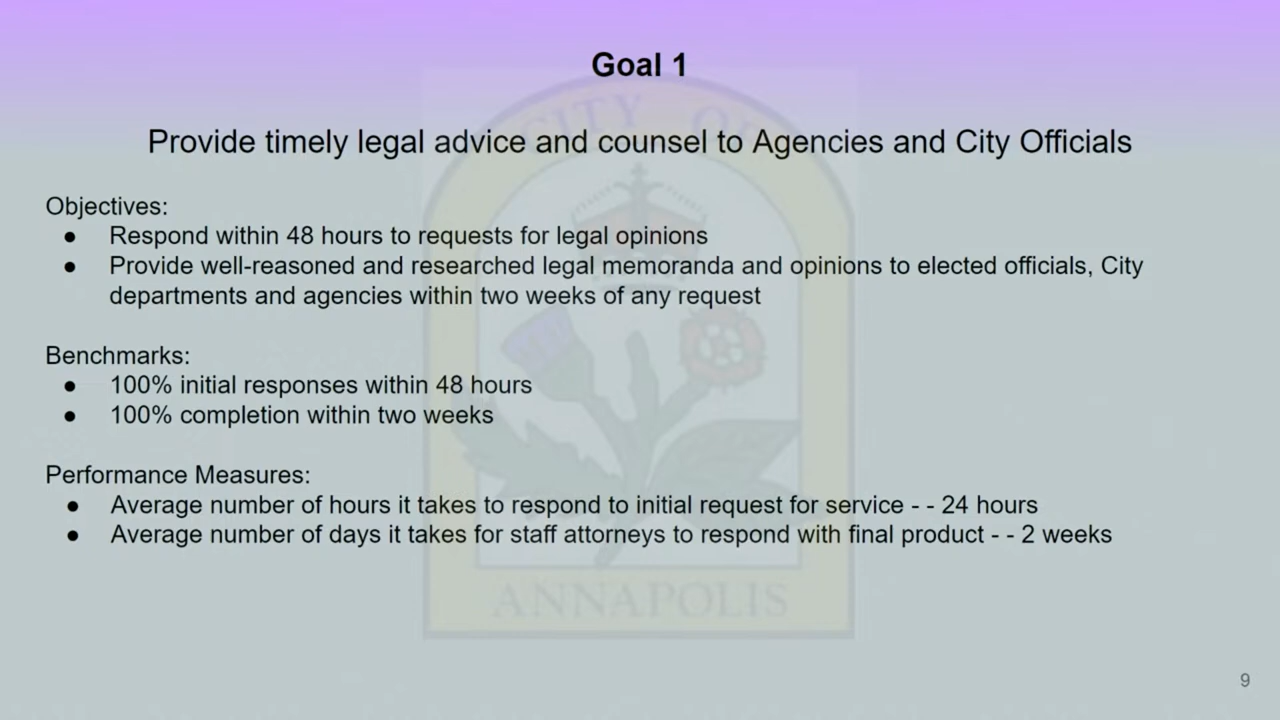 Goal 1
Provide timely legal advice and counsel to Agencies and City Officials
Objectives:
● Respond within 48 hours to requests for legal opinions
● Provide well-reasoned and researched legal memoranda and opinions to elected officials, City
departments and agencies within two weeks of any request
Benchmarks:
● 100% initial responses within 48 hours
● 100% completion within two weeks
Performance Measures:
● Average number of hours it takes to respond to initial request for service - - 24 hours
● Average number of days it takes for staff attorneys to respond with final product - - 2 weeks
CITY OF
ANNAPOLIS
9